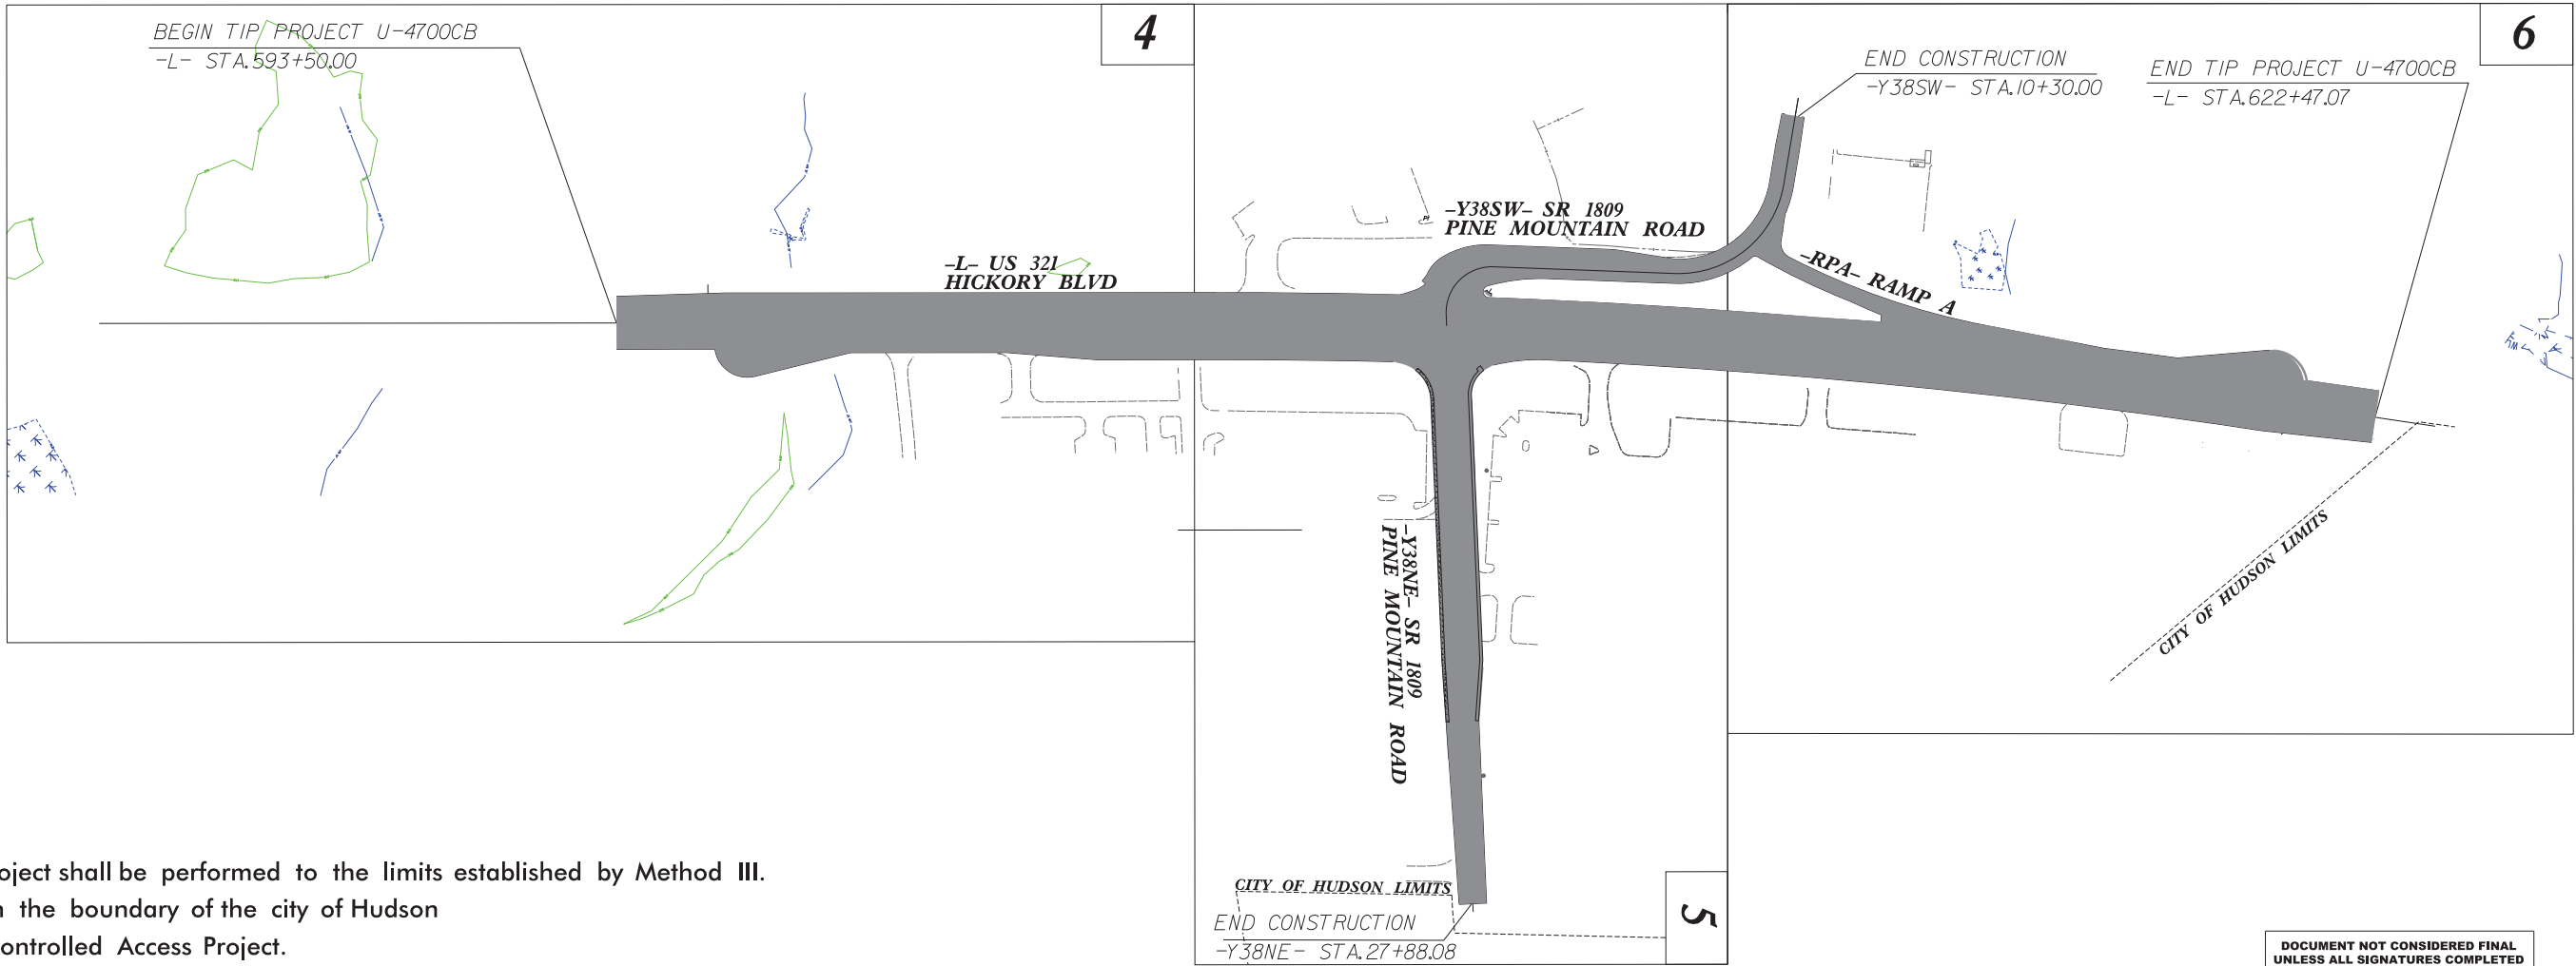 BEGIN TIP PROJECT U-4700CB
-L- STA.593+50.00
4
6
END CONSTRUCTION
-Y38SW- STA.10+30.00
END TIP PROJECT U-4700CB
-L- STA.622+47.07
-Y38SW- SR 1809
PINE MOUNTAIN ROAD
-L- US 321
HICKORY BLVD
-RPA- RAMP A
-Y38NE- SR 1809
PINE MOUNTAIN ROAD
CITY OF HUDSON LIMITS
CITY OF HUDSON LIMITS
END CONSTRUCTION
-Y38NE- STA.27+88.08
5
shall be performed to the limits established by Method III.
the boundary of the city of Hudson
Access Project.
DOCUMENT NOT CONSIDERED FINAL
UNLESS ALL SIGNATURES COMPLETED